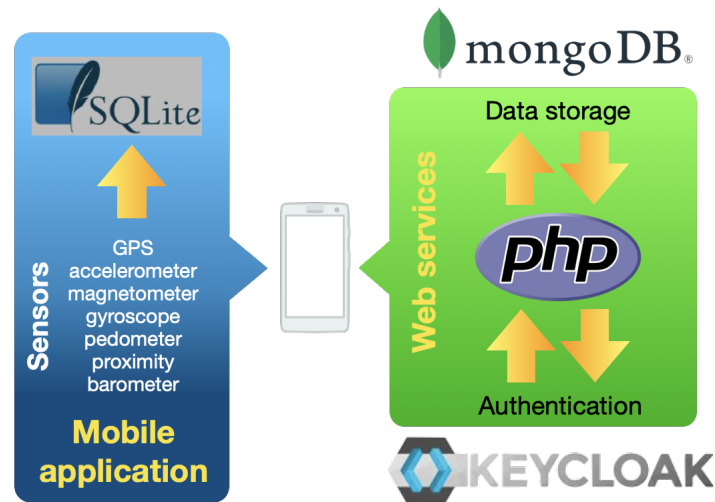 SQLite
GPS
accelerometer
magnetometer
gyroscope
pedometer
proximity
barometer
Sensors
Mobile
application
mongoDB®
Data storage
Web services
php
Authentication
KEYCLOAK